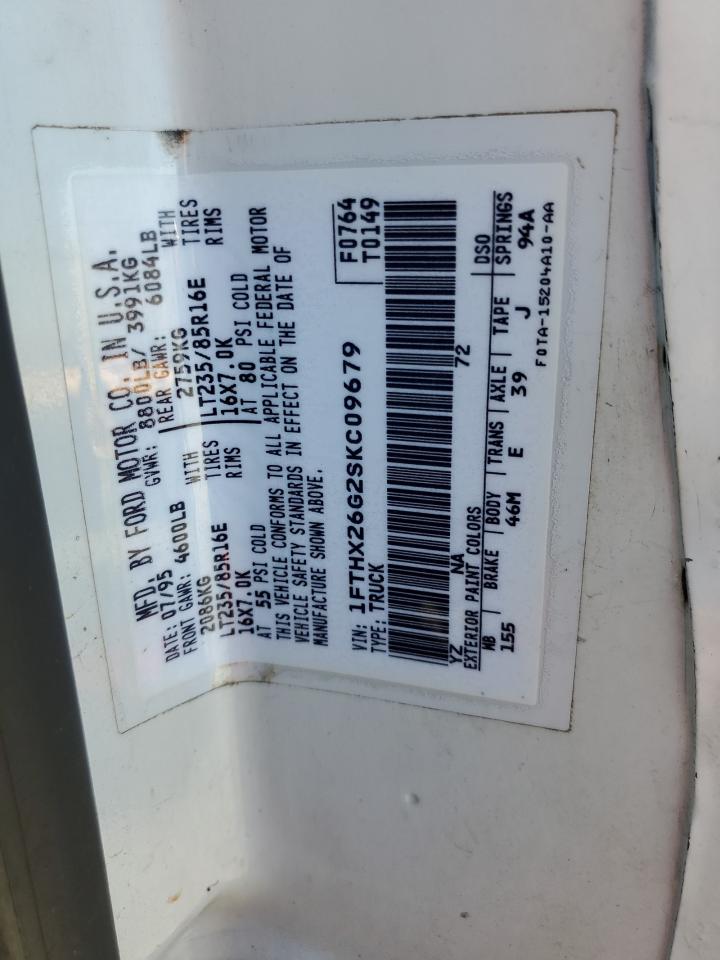 MFD. BY FORD MOTOR CO. IN U.S.A.
DATE: 07/95 GVWR: 8800LB/ 3991KG
FRONT GAWR: 4600LB REAR GAWR: 6084LB
2086KG WITH 2759KG WITH
LT235/85R16E TIRES LT235/85R16E TIRES
16X7.0K RIMS 16X7.0K RIMS
AT 55 PSI COLD AT 80 PSI COLD
THIS VEHICLE CONFORMS TO ALL APPLICABLE FEDERAL MOTOR
VEHICLE SAFETY STANDARDS IN EFFECT ON THE DATE OF
MANUFACTURE SHOWN ABOVE.
VIN: 1FTHX26G2SKC09679 F0764
TYPE: TRUCK T0149
YZ NA 72
EXTERIOR PAINT COLORS DSO
WB BRAKE BODY TRANS AXLE TAPE SPRINGS
155 46M E 39 J 94A
F0TA-15204A10-AA